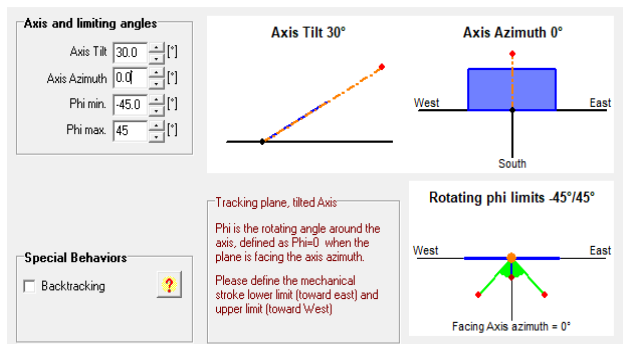 Axis and limiting angles
Axis Tilt 30.0 [°]
Axis Azimuth 0.0 [°]
Phi min. -45.0 [°]
Phi max. 45 [°]
Axis Tilt 30°
Axis Azimuth 0°
West
East
South
Special Behaviors
Backtracking
?
Tracking plane, tilted Axis
Phi is the rotating angle around the
axis, defined as Phi=0 when the
plane is facing the axis azimuth.
Please define the mechanical
stroke lower limit (toward east) and
upper limit (toward West)
Rotating phi limits -45°/45°
West
East
Facing Axis azimuth = 0°